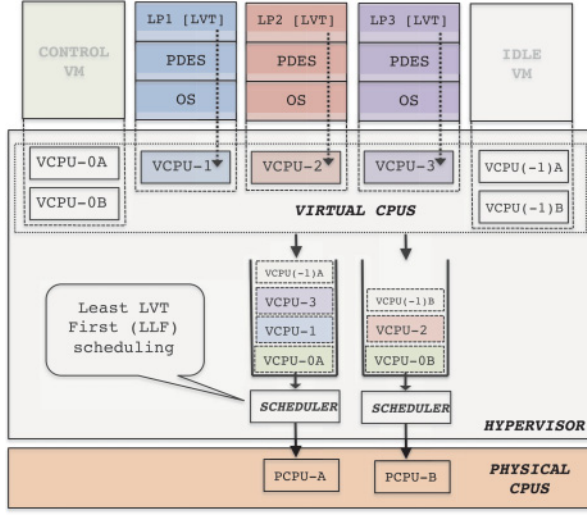 CONTROL
VM
LP1 [LVT]
PDES
OS
LP2 [LVT]
PDES
OS
LP3 [LVT]
PDES
OS
IDLE
VM
VCPU-0A
VCPU-0B
VCPU-1
VCPU-2
VCPU-3
VCPU(-1)A
VCPU(-1)B
VIRTUAL CPUS
VCPU(-1)A
VCPU-3
VCPU-1
VCPU-0A
VCPU(-1)B
VCPU-2
VCPU-0B
Least LVT
First (LLF)
scheduling
SCHEDULER
SCHEDULER
HYPERVISOR
PCPU-A
PCPU-B
PHYSICAL
CPUS